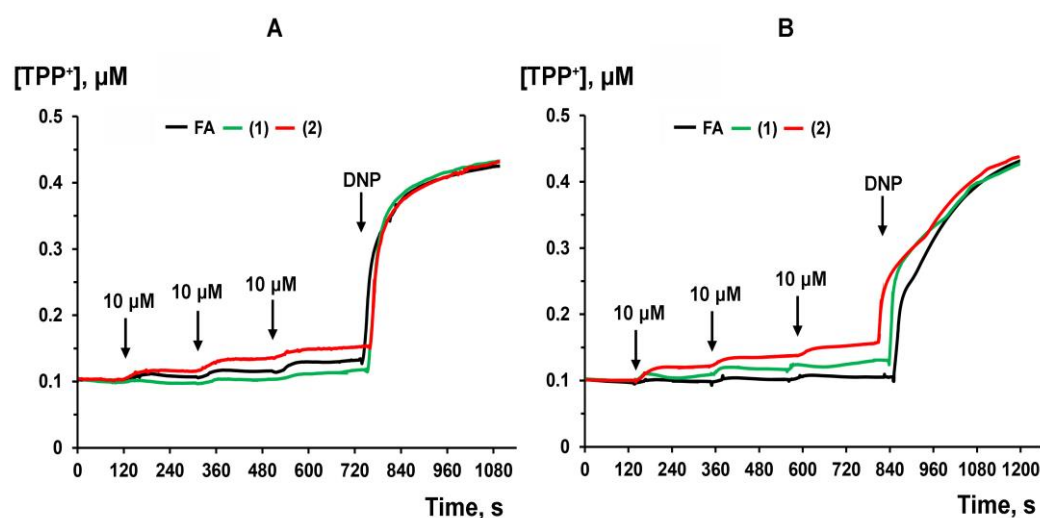 A
[TPP⁺], µM
0.5
0.4
0.3
0.2
0.1
0
FA (1) (2)
DNP
10 µM
10 µM
10 µM
0 120 240 360 480 600 720 840 960 1080
Time, s
B
[TPP⁺], µM
0.5
0.4
0.3
0.2
0.1
0
FA (1) (2)
DNP
10 µM
10 µM
10 µM
0 120 240 360 480 600 720 840 960 1080 1200
Time, s